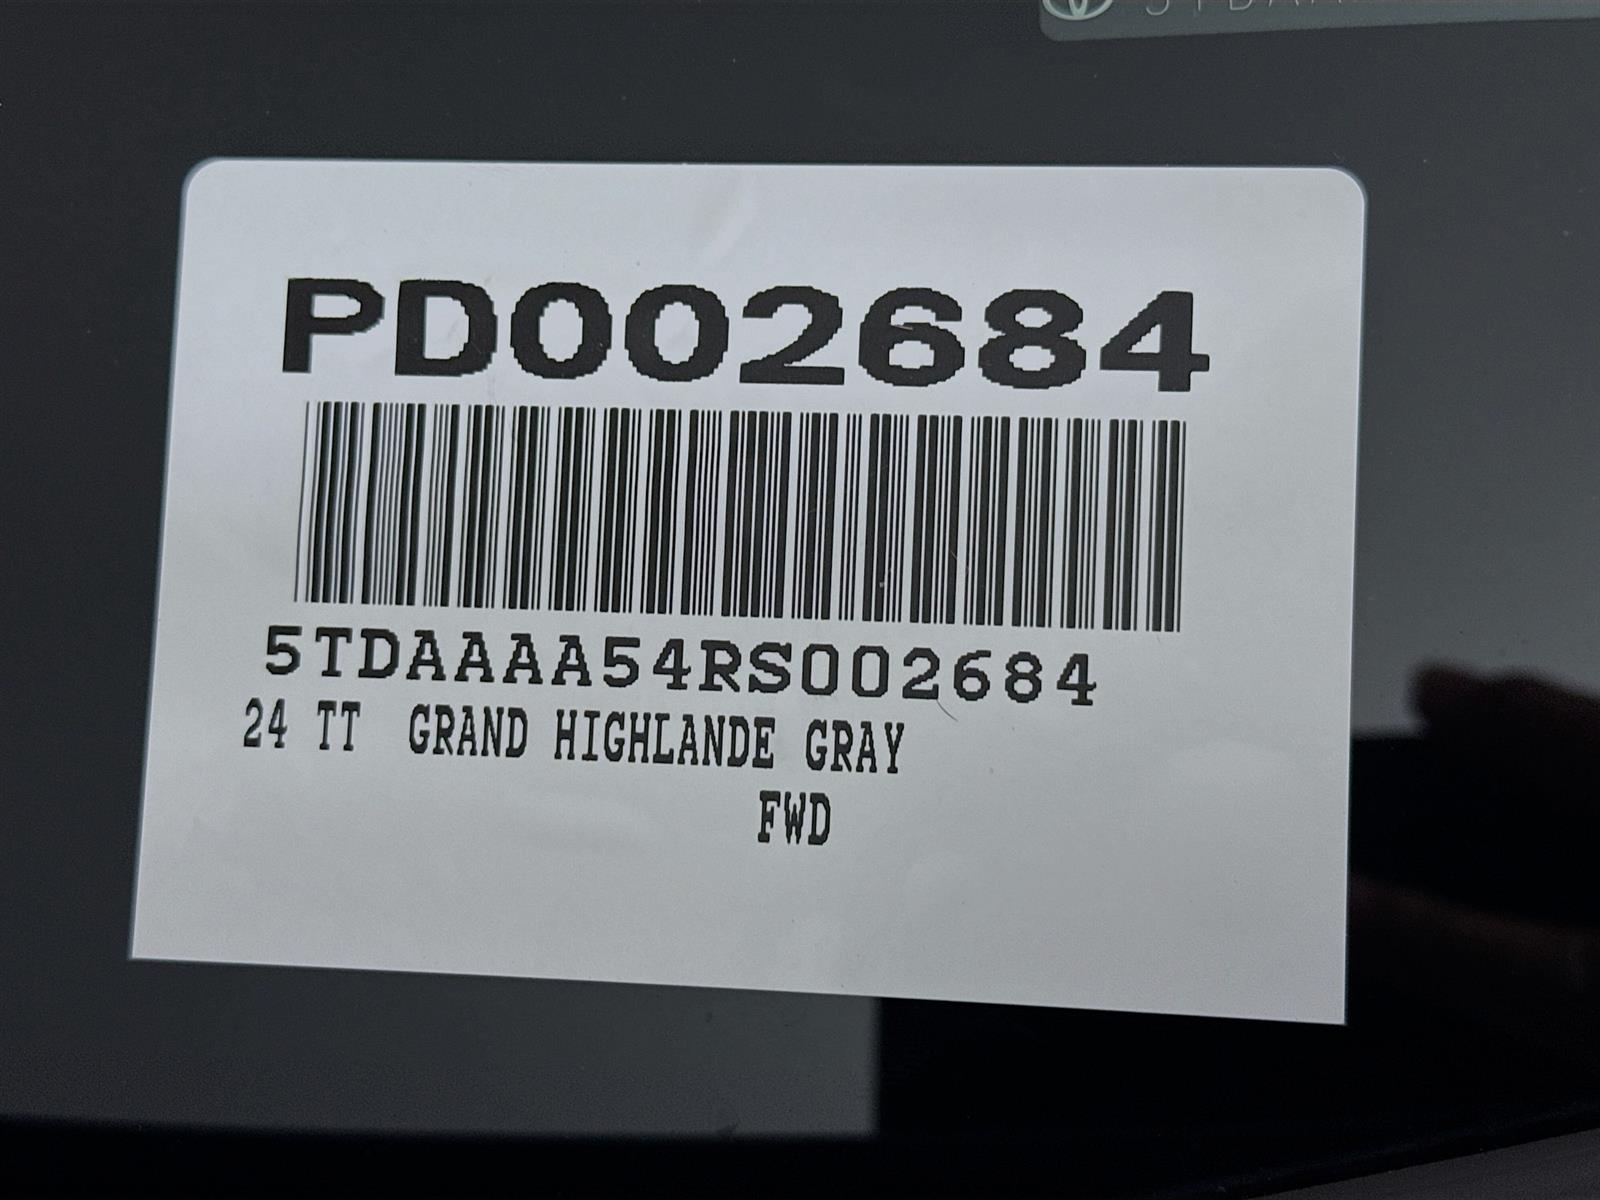 PD002684
5TDAAAA54RS002684
24 TT GRAND HIGHLANDE GRAY
FWD